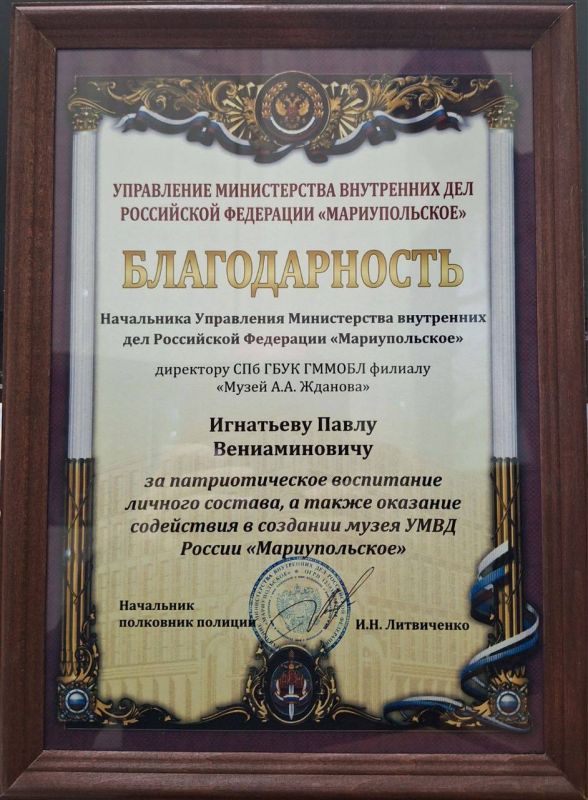 УПРАВЛЕНИЕ МИНИСТЕРСТВА ВНУТРЕННИХ ДЕЛ
РОССИЙСКОЙ ФЕДЕРАЦИИ «МАРИУПОЛЬСКОЕ»
БЛАГОДАРНОСТЬ
Начальника Управления Министерства внутренних
дел Российской Федерации «Мариупольское»
директору СПб ГБУК ГММОБЛ филиалу
«Музей А.А. Жданова»
Игнатьеву Павлу
Вениаминовичу
за патриотическое воспитание
личного состава, а также оказание
содействия в создании музея УМВД
России «Мариупольское»
Начальник
полковник полиции
И.Н. Литвиченко